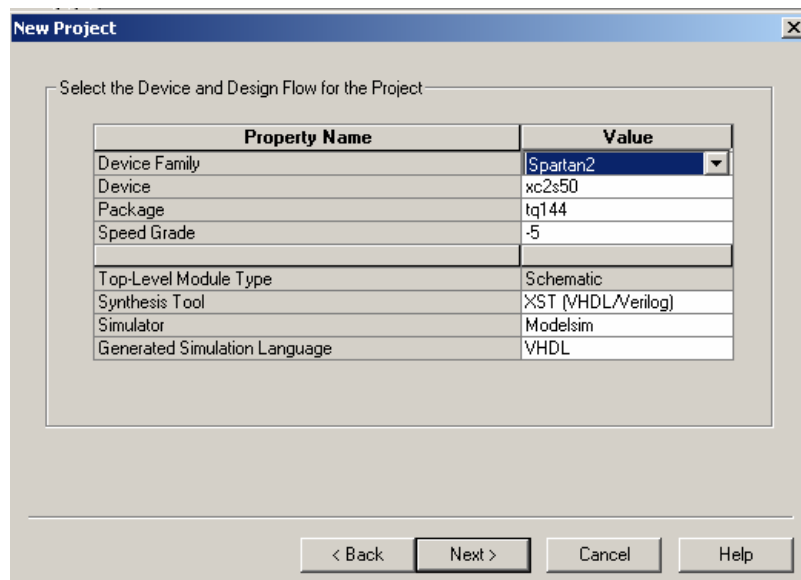 New Project
Select the Device and Design Flow for the Project
Property Name Value
Device Family Spartan2
Device xc2s50
Package tq144
Speed Grade -5
Top-Level Module Type Schematic
Synthesis Tool XST (VHDL/Verilog)
Simulator Modelsim
Generated Simulation Language VHDL
< Back Next > Cancel Help